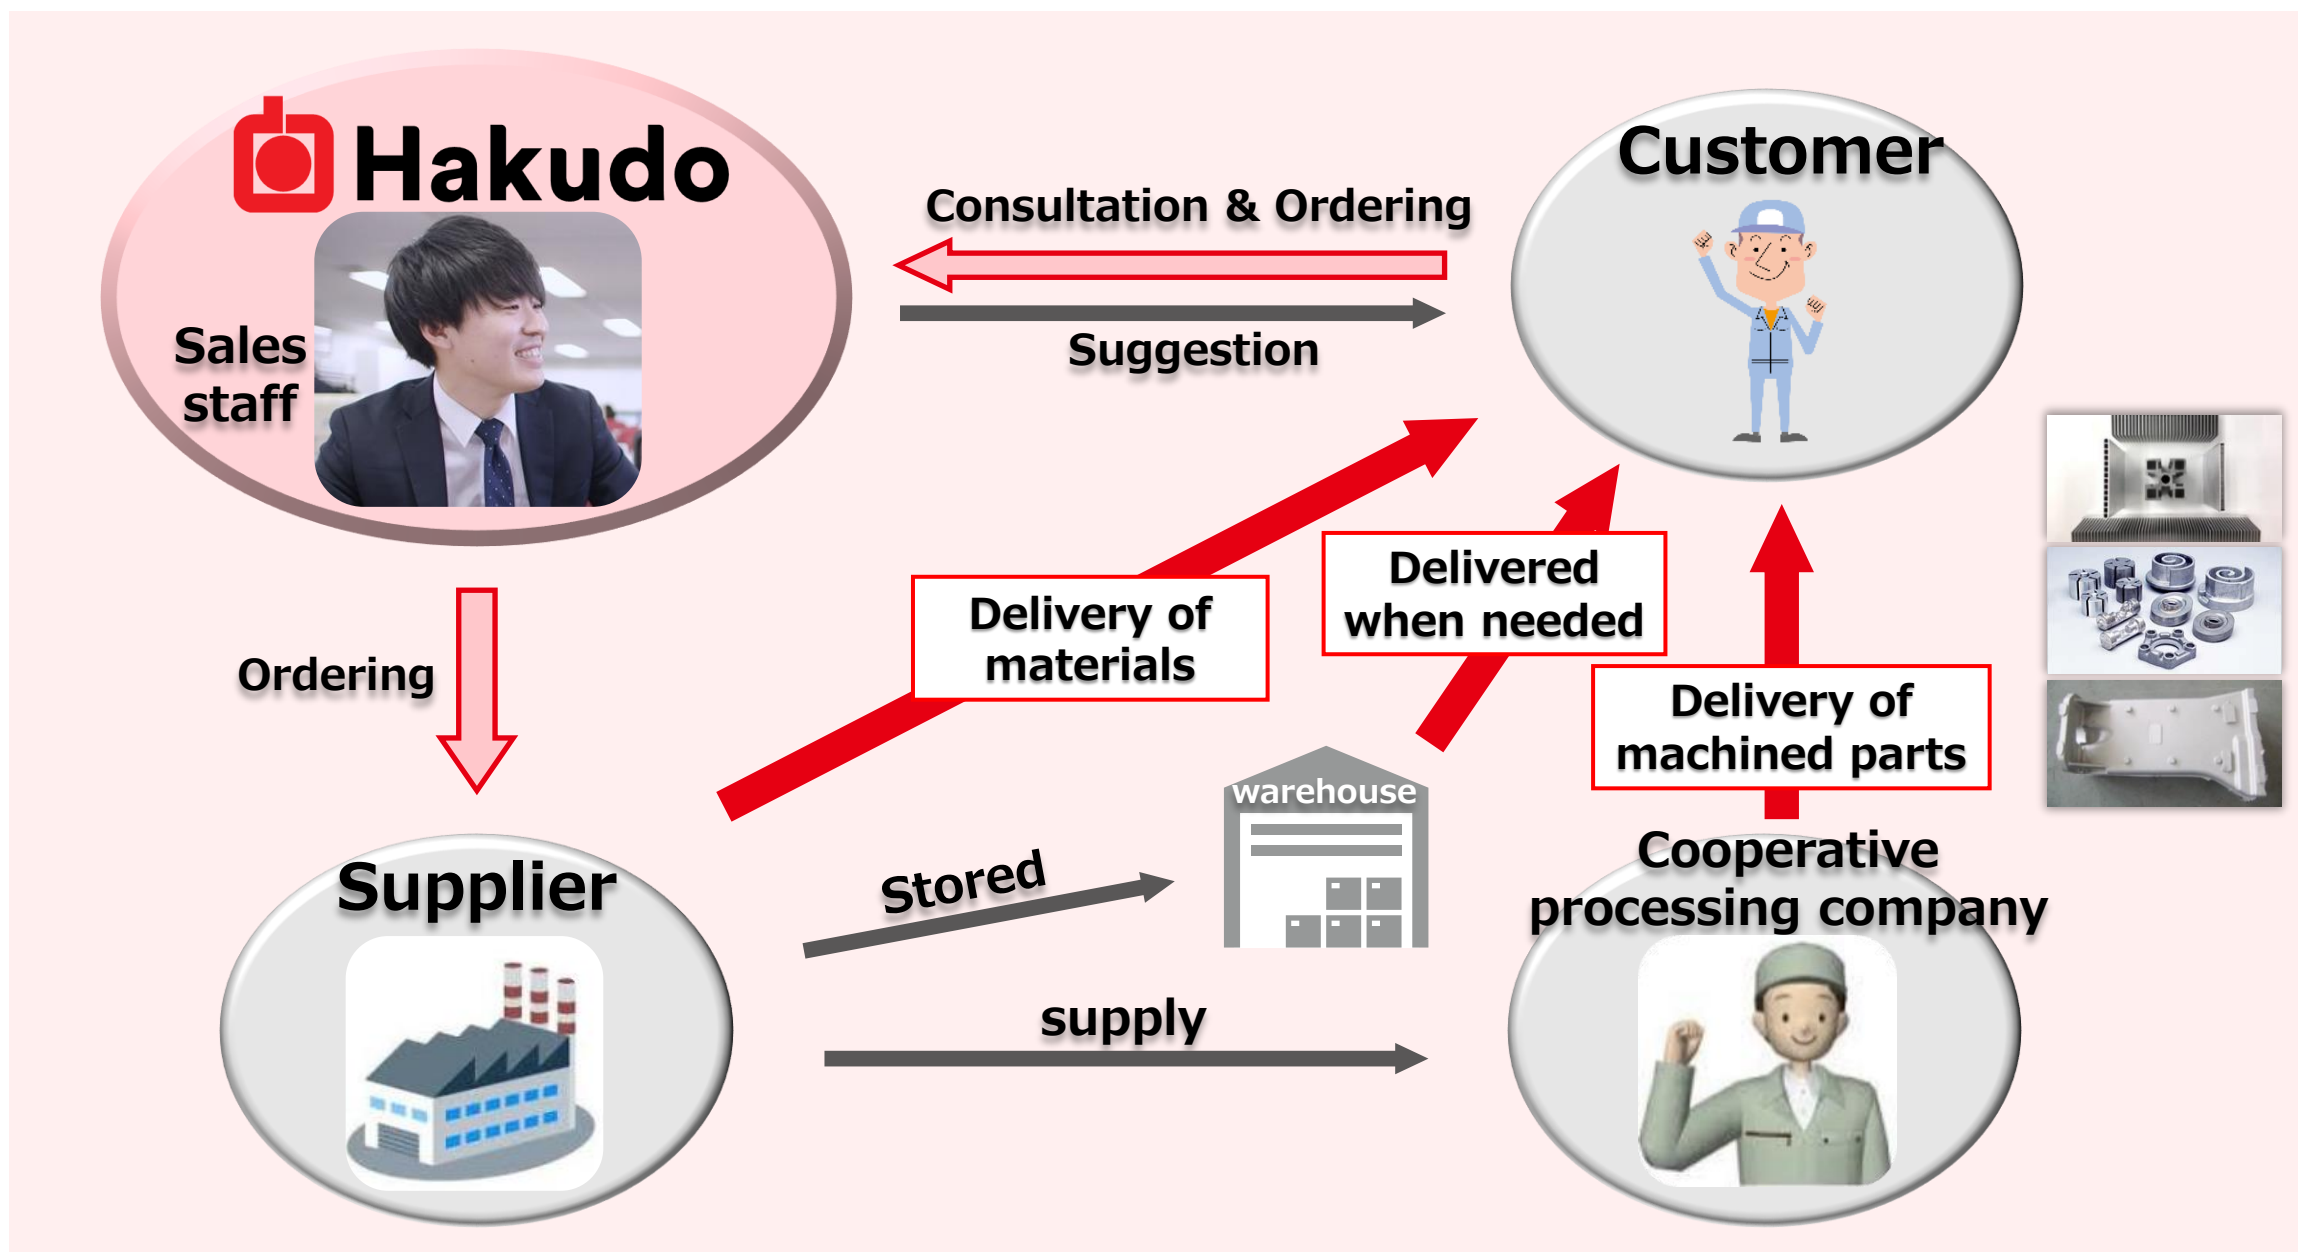 Hakudo
Sales
staff
Consultation & Ordering
Suggestion
Customer
Ordering
Delivery of
materials
Delivered
when needed
Delivery of
machined parts
warehouse
Stored
supply
Supplier
Cooperative
processing company